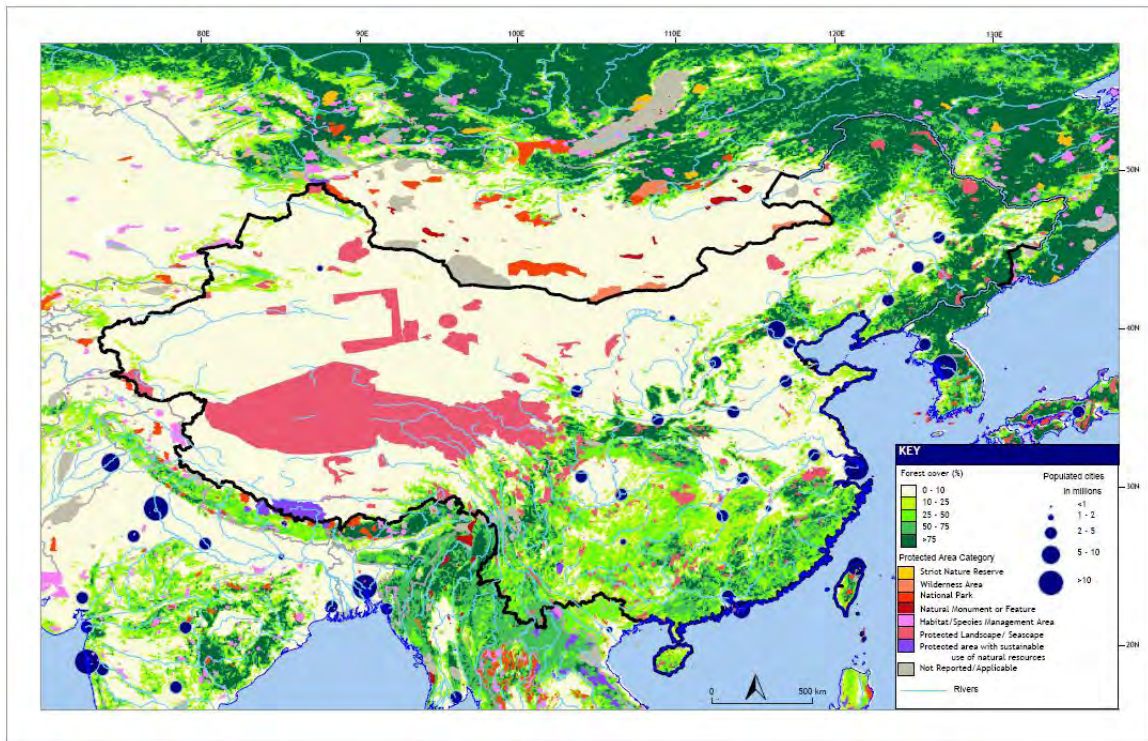 80E 90E 100E 110E 120E 130E
50N
40N
30N
20N
KEY
Forest cover (%)
0 - 10
10 - 25
25 - 50
50 - 75
>75
Populated cities
in millions
<1
1 - 2
2 - 5
5 - 10
>10
Protected Area Category
Strict Nature Reserve
Wilderness Area
National Park
Natural Monument or Feature
Habitat/Species Management Area
Protected Landscape/ Seascape
Protected area with sustainable
use of natural resources
Not Reported/Applicable
Rivers
0 500 km